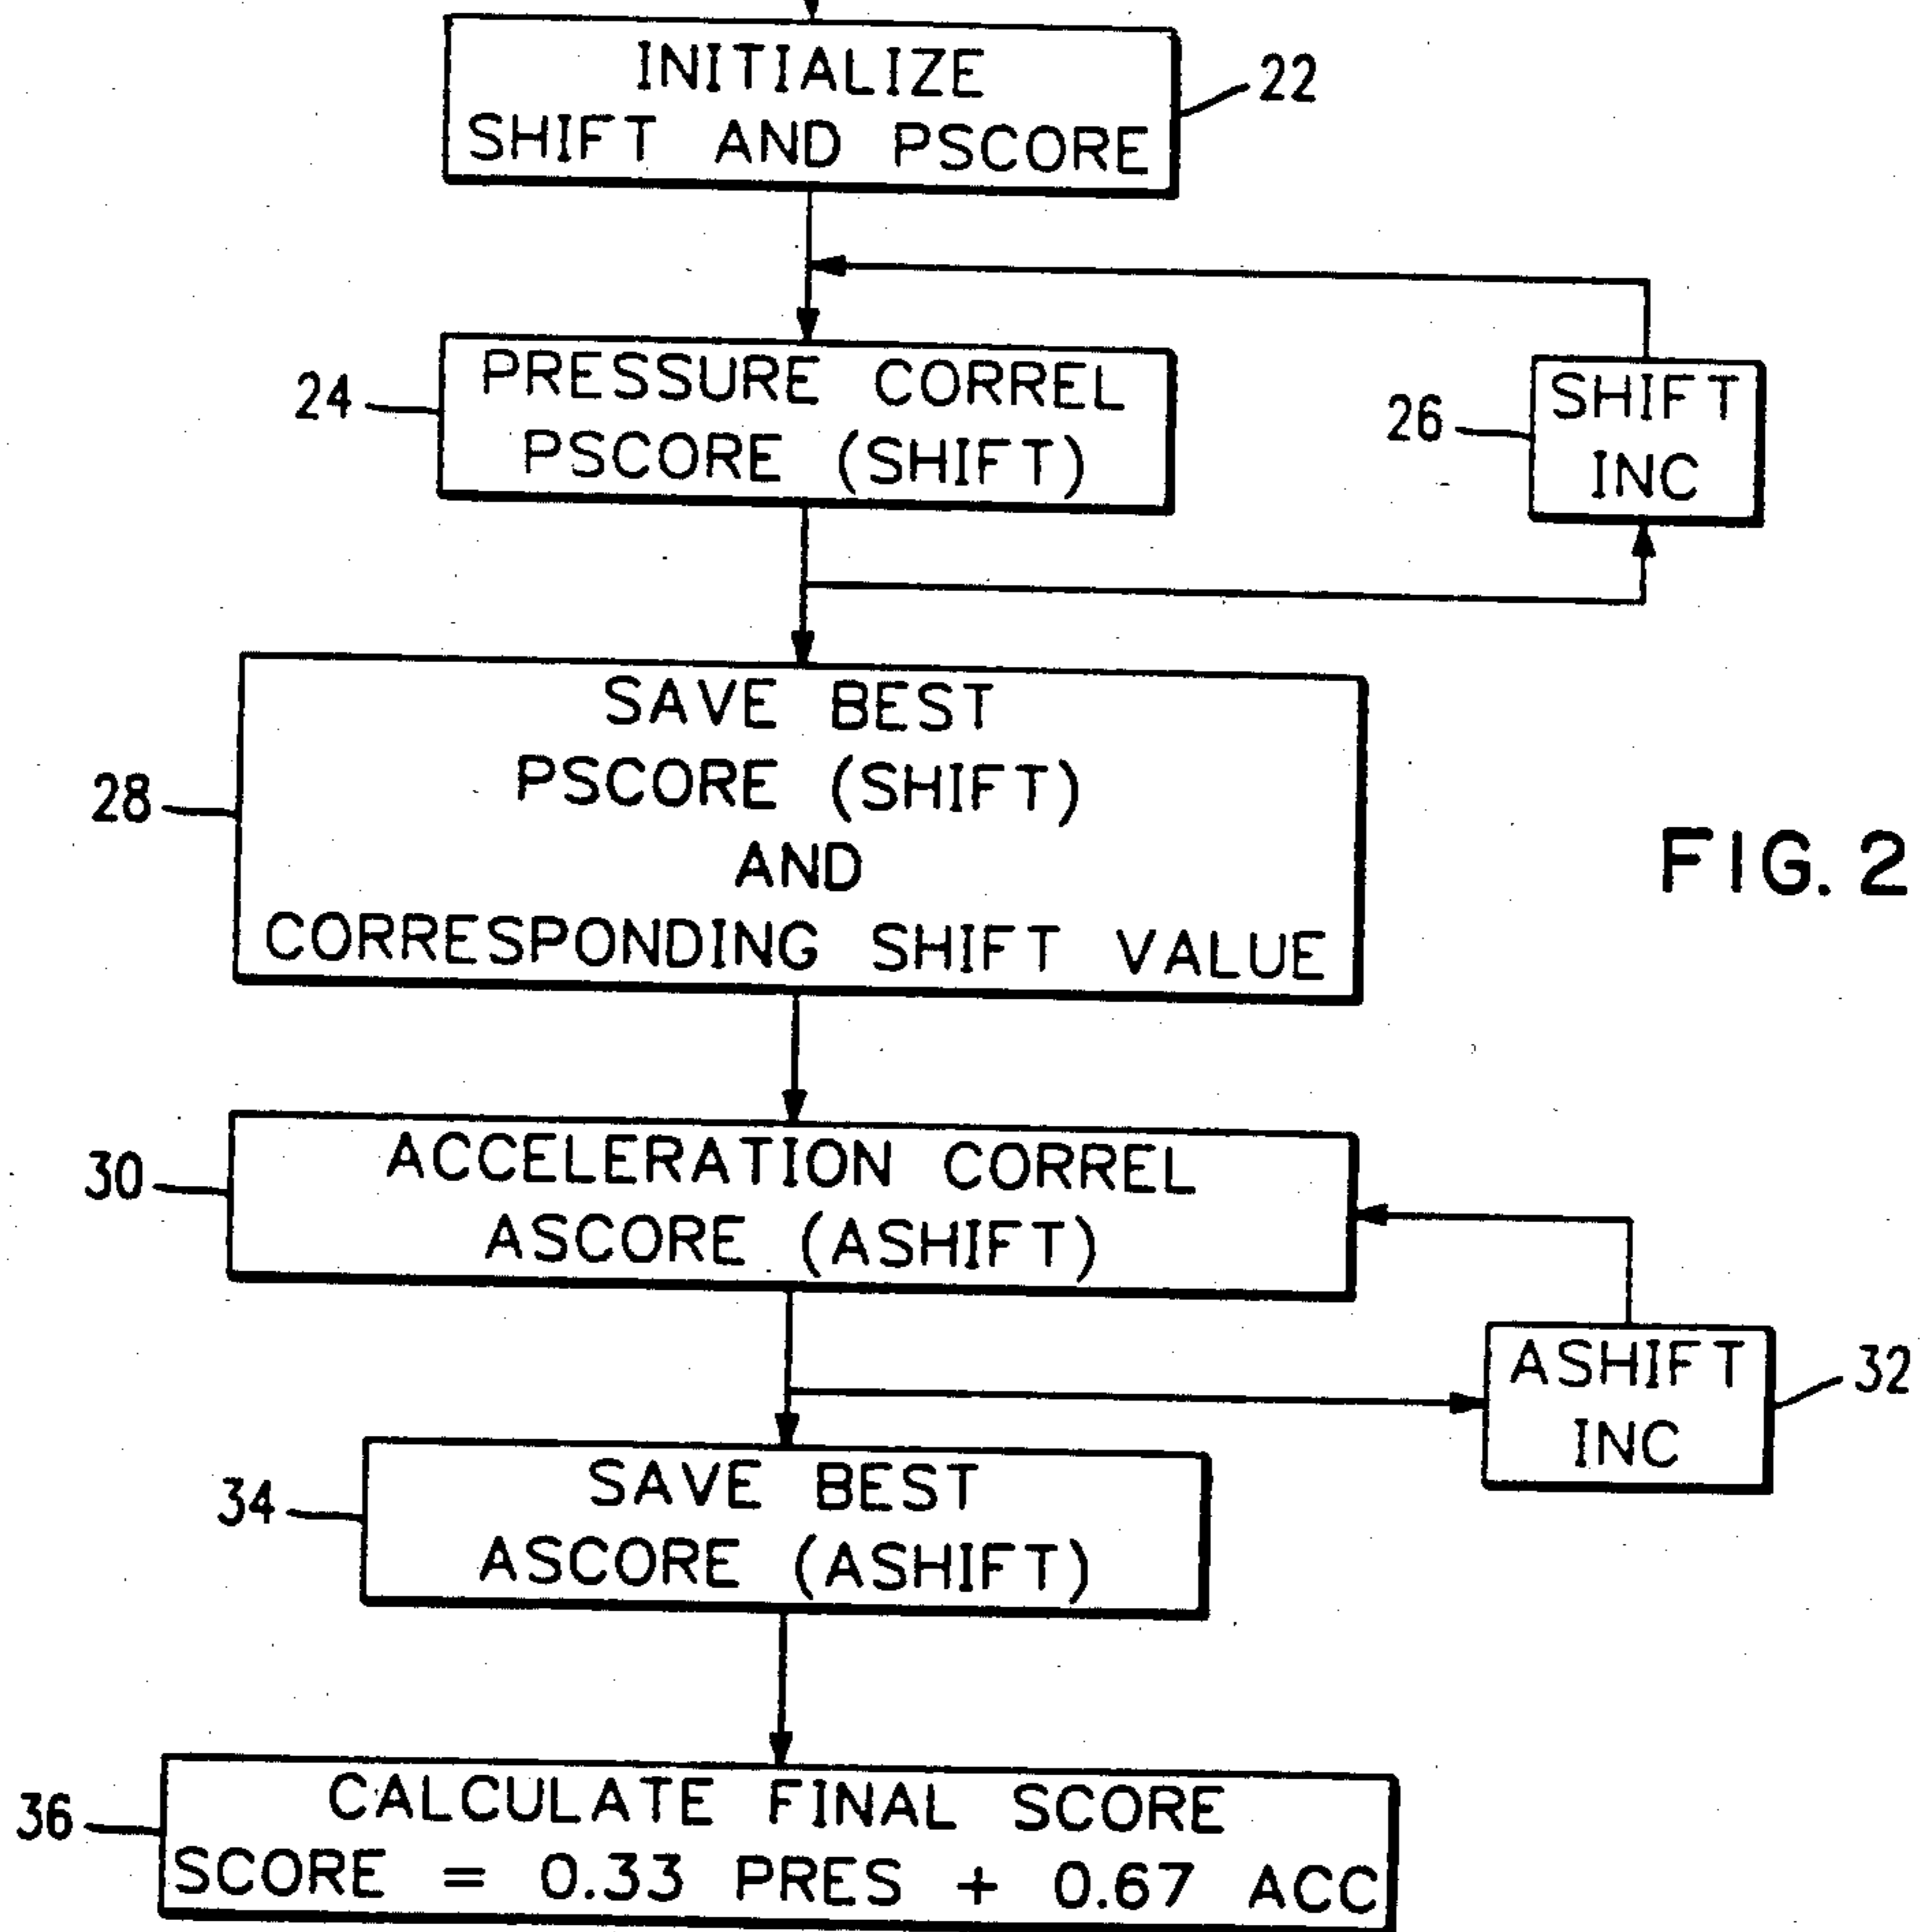 INITIALIZE
SHIFT AND PSCORE
22
PRESSURE CORREL
PSCORE (SHIFT)
24
SHIFT
INC
26
SAVE BEST
PSCORE (SHIFT)
AND
CORRESPONDING SHIFT VALUE
28
FIG. 2
ACCELERATION CORREL
ASCORE (ASHIFT)
30
ASHIFT
INC
32
SAVE BEST
ASCORE (ASHIFT)
34
CALCULATE FINAL SCORE
SCORE = 0.33 PRES + 0.67 ACC
36